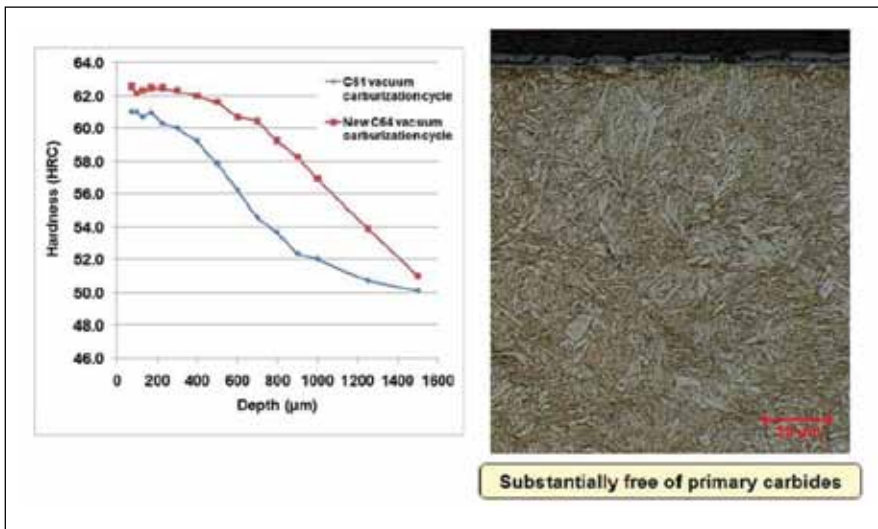 64.0
62.0
60.0
58.0
56.0
54.0
52.0
50.0
48.0
46.0
Hardness (HRC)
C61 vacuum
carburization cycle
New C64 vacuum
carburization cycle
0 200 400 600 800 1000 1200 1400 1600
Depth (µm)
Substantially free of primary carbides